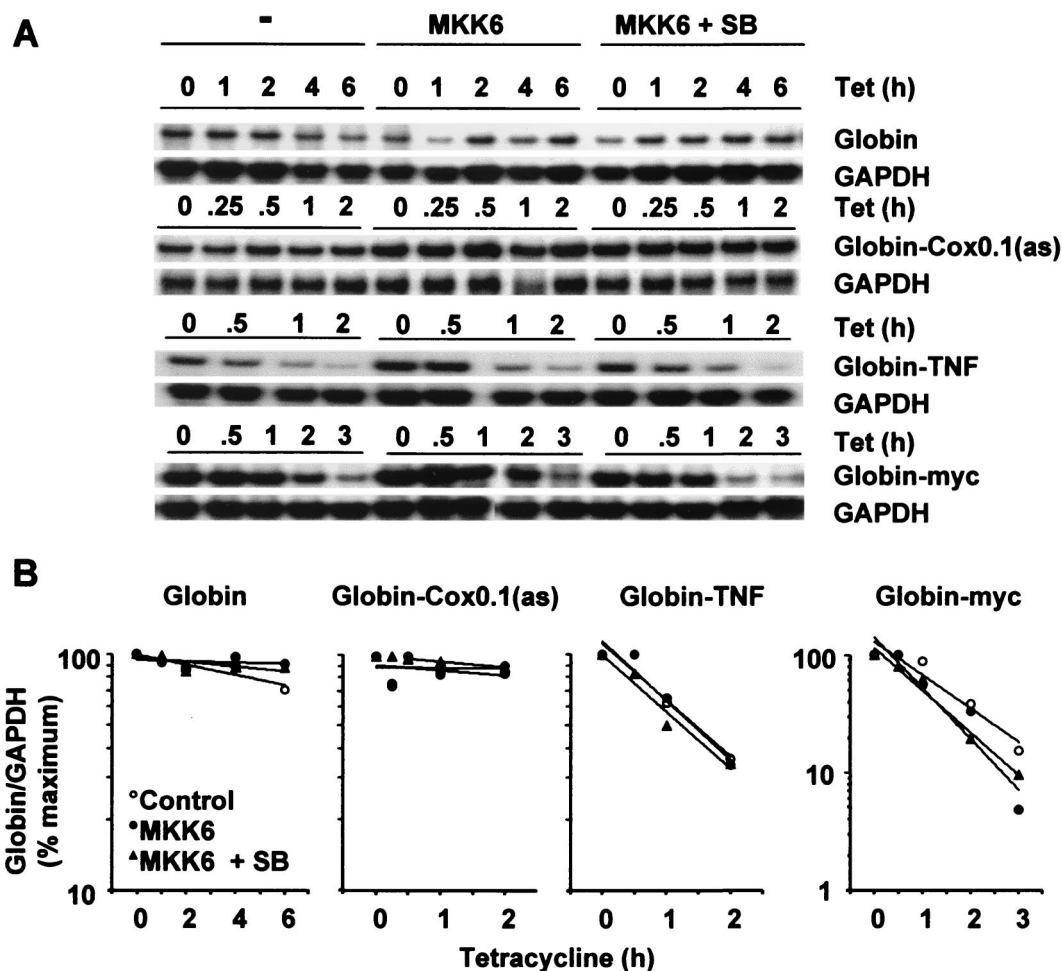 A
- MKK6 MKK6 + SB
0 1 2 4 6 0 1 2 4 6 0 1 2 4 6 Tet (h)
Globin
GAPDH
0 .25 .5 1 2 0 .25 .5 1 2 0 .25 .5 1 2 Tet (h)
Globin-Cox0.1(as)
GAPDH
0 .5 1 2 0 .5 1 2 0 .5 1 2 Tet (h)
Globin-TNF
GAPDH
0 .5 1 2 3 0 .5 1 2 3 0 .5 1 2 3 Tet (h)
Globin-myc
GAPDH
B
Globin Globin-Cox0.1(as) Globin-TNF Globin-myc
Globin/GAPDH
(% maximum)
100
10
100
10
1
°Control
•MKK6
▲MKK6 + SB
0 2 4 6 0 1 2 0 1 2 0 1 2 3
Tetracycline (h)